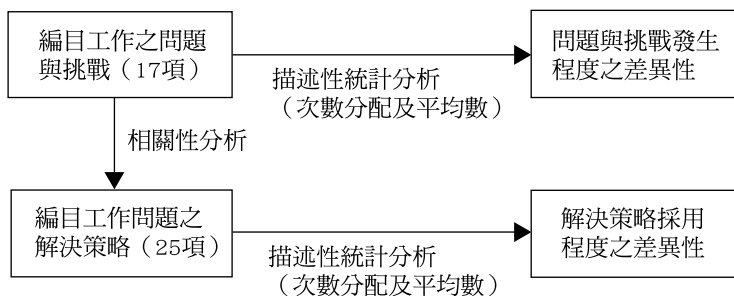 編目工作之問題
與挑戰（17項）
描述性統計分析
（次數分配及平均數）
問題與挑戰發生
程度之差異性
相關性分析
編目工作問題之
解決策略（25項）
描述性統計分析
（次數分配及平均數）
解決策略採用
程度之差異性